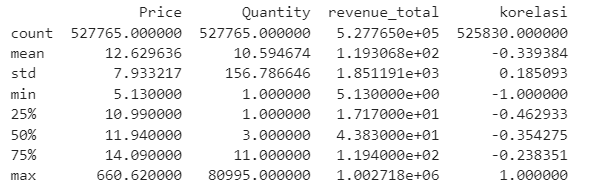 Price Quantity revenue_total korelasi
count 527765.000000 527765.000000 5.277650e+05 525830.000000
mean 12.629636 10.594674 1.193068e+02 -0.339384
std 7.933217 156.786646 1.851191e+03 0.185093
min 5.130000 1.000000 5.130000e+00 -1.000000
25% 10.990000 1.000000 1.717000e+01 -0.462933
50% 11.940000 3.000000 4.383000e+01 -0.354275
75% 14.090000 11.000000 1.194000e+02 -0.238351
max 660.620000 80995.000000 1.002718e+06 1.000000